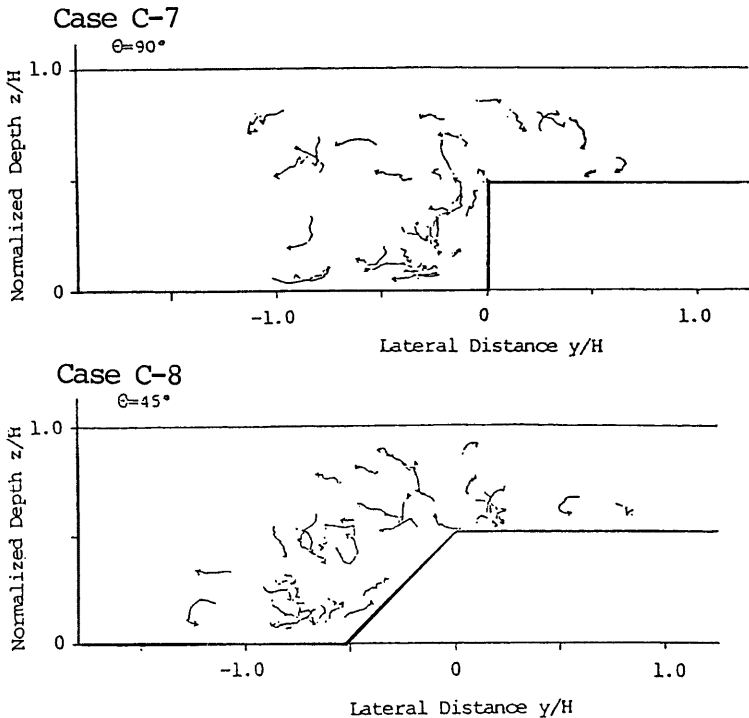 Case C-7
Θ=90°
1.0
Normalized Depth z/H
0
-1.0
0
1.0
Lateral Distance y/H
Case C-8
Θ=45°
1.0
Normalized Depth z/H
0
-1.0
0
1.0
Lateral Distance y/H